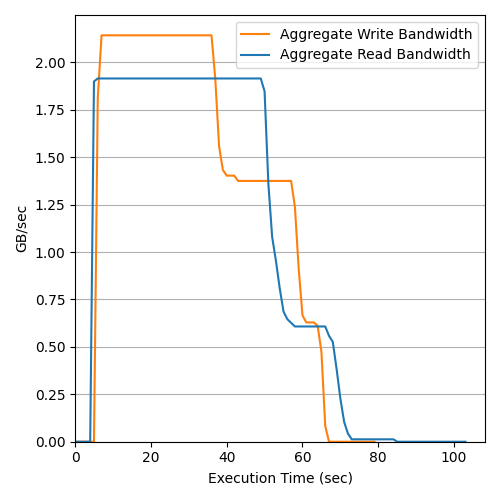 Aggregate Write Bandwidth
Aggregate Read Bandwidth
GB/sec
2.00
1.75
1.50
1.25
1.00
0.75
0.50
0.25
0.00
0 20 40 60 80 100
Execution Time (sec)